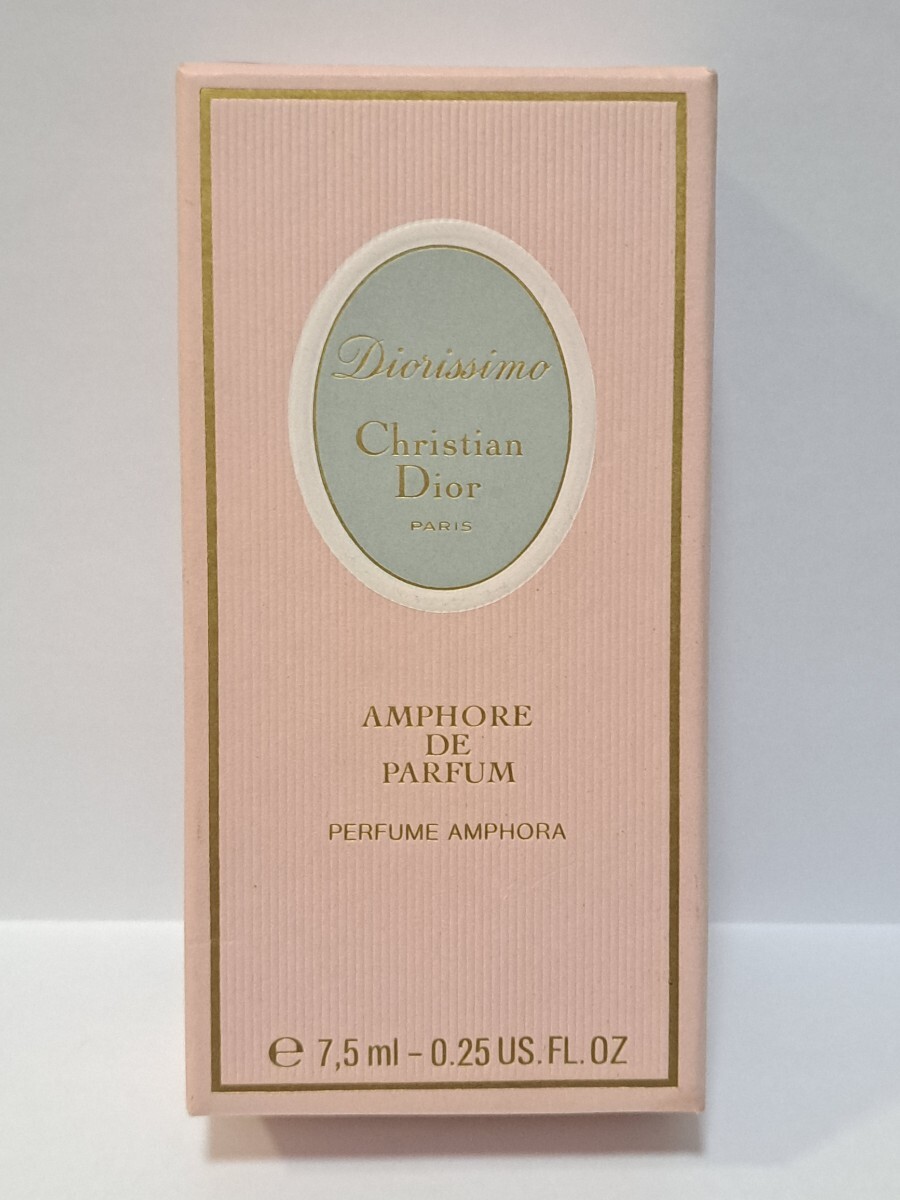 Diorissimo
Christian
Dior
PARIS
AMPHORE
DE
PARFUM
PERFUME AMPHORA
℮ 7,5 ml – 0.25 US. FL. OZ